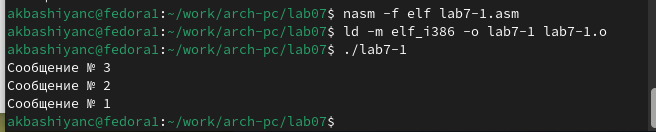 akbashiyanc@fedora1:~/work/arch-pc/lab07$ nasm -f elf lab7-1.asm
akbashiyanc@fedora1:~/work/arch-pc/lab07$ ld -m elf_i386 -o lab7-1 lab7-1.o
akbashiyanc@fedora1:~/work/arch-pc/lab07$ ./lab7-1
Сообщение № 3
Сообщение № 2
Сообщение № 1
akbashiyanc@fedora1:~/work/arch-pc/lab07$